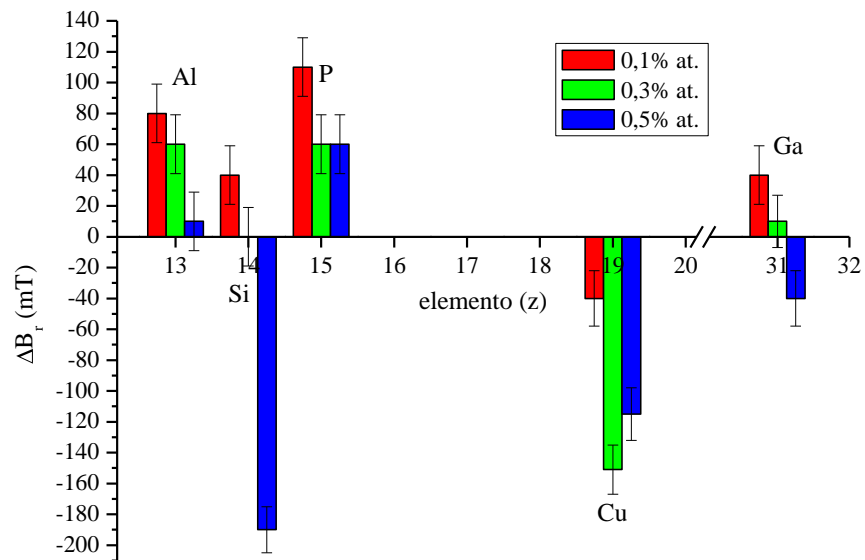 140
120
100
80
60
40
20
0
-20
-40
-60
-80
-100
-120
-140
-160
-180
-200
ΔB_r (mT)
Al
P
0,1% at.
0,3% at.
0,5% at.
Ga
13 14 15 16 17 18 19 20 31 32
Si
elemento (z)
Cu